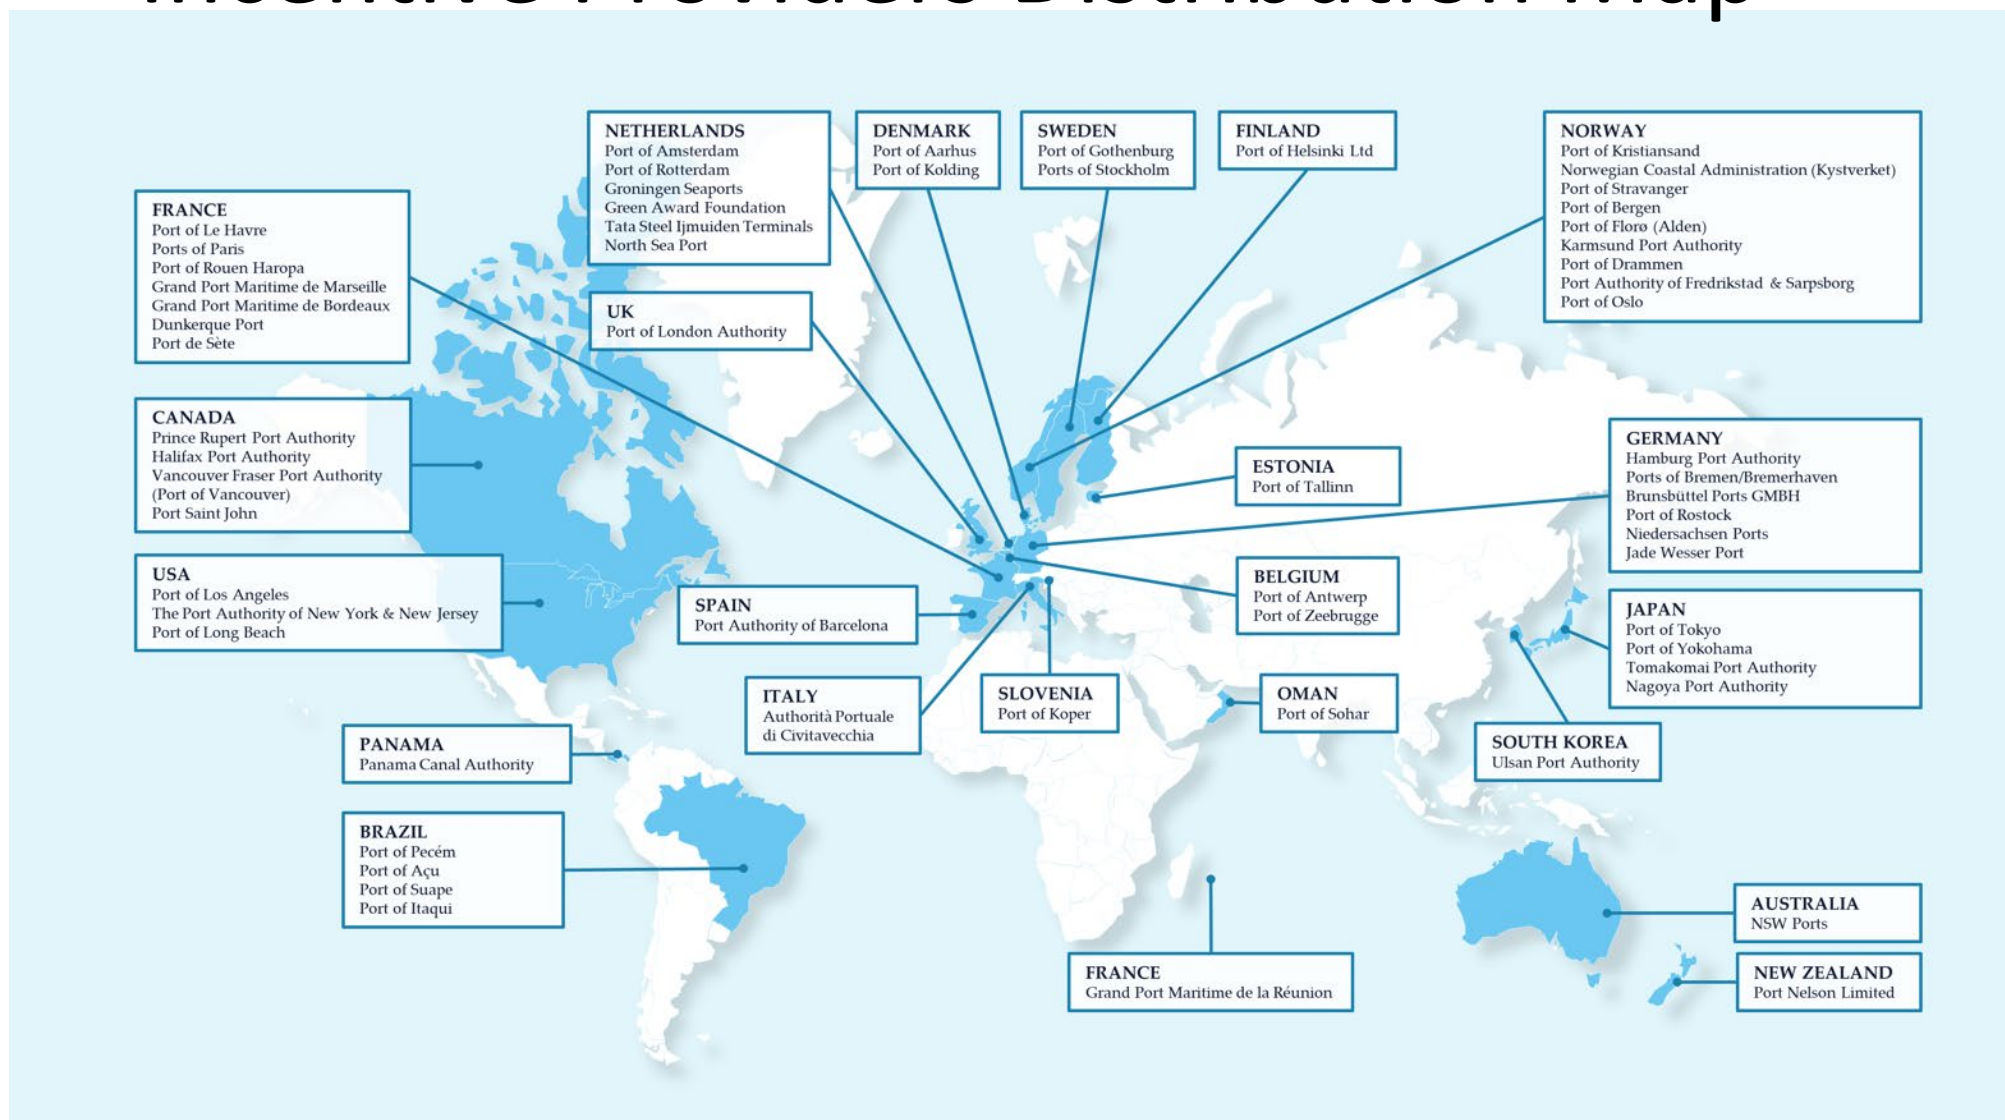 Incentive Providers Distribution Map
NETHERLANDS
Port of Amsterdam
Port of Rotterdam
Groningen Seaports
Green Award Foundation
Tata Steel Ijmuiden Terminals
North Sea Port
DENMARK
Port of Aarhus
Port of Kolding
SWEDEN
Port of Gothenburg
Ports of Stockholm
FINLAND
Port of Helsinki Ltd
NORWAY
Port of Kristiansand
Norwegian Coastal Administration (Kystverket)
Port of Stravanger
Port of Bergen
Port of Florø (Alden)
Karmsund Port Authority
Port of Drammen
Port Authority of Fredrikstad & Sarpsborg
Port of Oslo
FRANCE
Port of Le Havre
Ports of Paris
Port of Rouen Haropa
Grand Port Maritime de Marseille
Grand Port Maritime de Bordeaux
Dunkerque Port
Port de Sète
UK
Port of London Authority
CANADA
Prince Rupert Port Authority
Halifax Port Authority
Vancouver Fraser Port Authority
(Port of Vancouver)
Port Saint John
GERMANY
Hamburg Port Authority
Ports of Bremen/Bremerhaven
Brunsbüttel Ports GMBH
Port of Rostock
Niedersachsen Ports
Jade Wesser Port
ESTONIA
Port of Tallinn
USA
Port of Los Angeles
The Port Authority of New York & New Jersey
Port of Long Beach
SPAIN
Port Authority of Barcelona
BELGIUM
Port of Antwerp
Port of Zeebrugge
JAPAN
Port of Tokyo
Port of Yokohama
Tomakomai Port Authority
Nagoya Port Authority
ITALY
Authorità Portuale
di Civitavecchia
SLOVENIA
Port of Koper
OMAN
Port of Sohar
SOUTH KOREA
Ulsan Port Authority
PANAMA
Panama Canal Authority
BRAZIL
Port of Pecém
Port of Açu
Port of Suape
Port of Itaqui
AUSTRALIA
NSW Ports
FRANCE
Grand Port Maritime de la Réunion
NEW ZEALAND
Port Nelson Limited